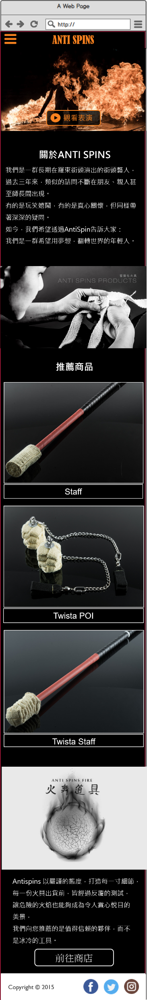 A Web Page
http://
ANTI SPINS
觀看表演
關於ANTI SPINS
我們是一群長期在羅東街頭演出的街頭藝人，
過去三年來，類似的詰問不斷在朋友、親人甚
至師長間出現。
有的是玩笑嬉鬧，有的是真心關懷，但同樣帶
著深深的疑問。
如今，我們希望透過AntiSpin告訴大家：
我們是一群希望用夢想，翻轉世界的年輕人。
客製化火具
ANTI SPINS PRODUCTS
推薦商品
Staff
Twista POI
Twista Staff
ANTI SPINS FIRE
火舞道具
Antispins 以嚴謹的態度，打造每一寸細節，
每一份火具出貨前，皆經過反覆的測試，
讓危險的火焰也能夠成為令人賞心悅目的
美景，
我們向您推薦的是值得信賴的夥伴，而不
是冰冷的工具。
前往商店
Copyright © 2015